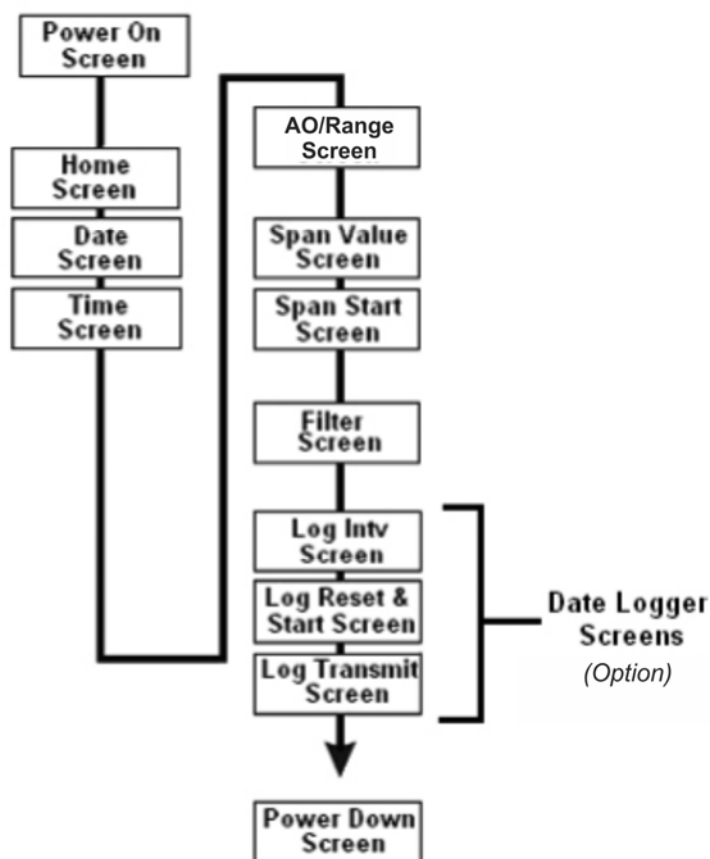 Power On
Screen
Home
Screen
Date
Screen
Time
Screen
AO/Range
Screen
Span Value
Screen
Span Start
Screen
Filter
Screen
Log Intv
Screen
Log Reset &
Start Screen
Log Transmit
Screen
Date Logger
Screens
(Option)
Power Down
Screen